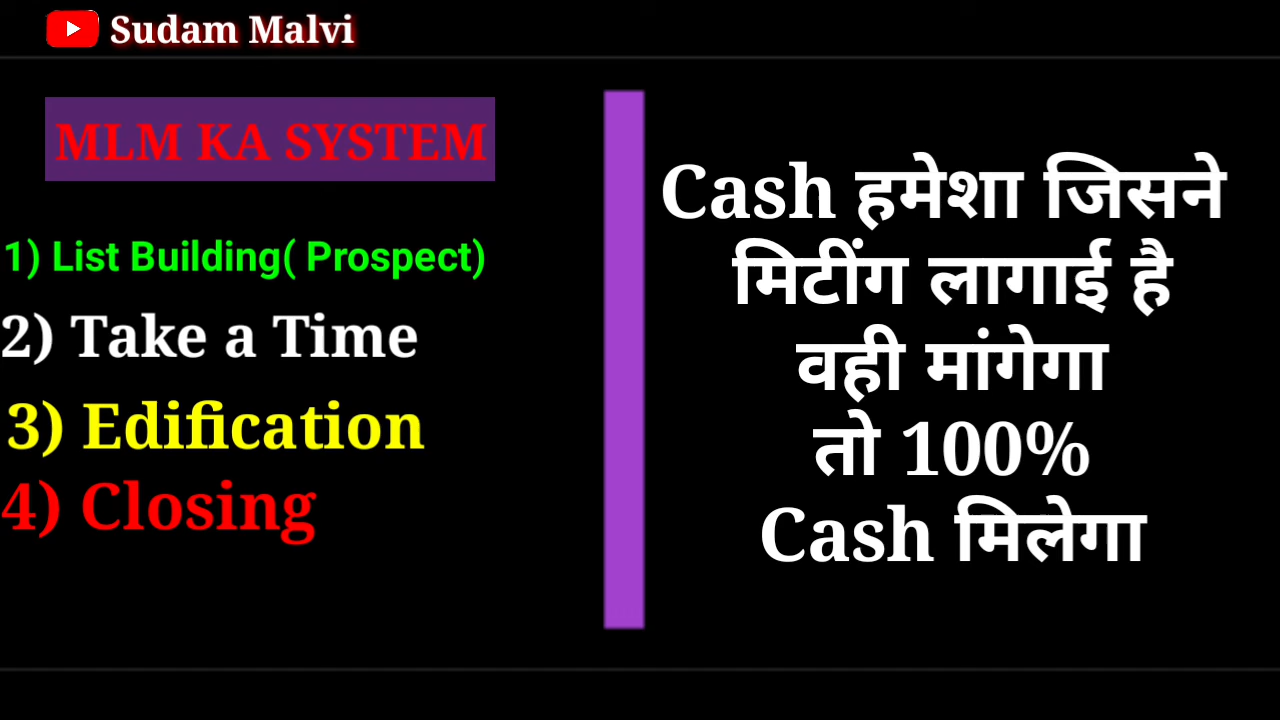 Sudam Malvi
MLM KA SYSTEM
1) List Building( Prospect)
2) Take a Time
3) Edification
4) Closing
Cash हमेशा जिसने
मिटींग लागाई है
वही मांगेगा
तो 100%
Cash मिलेगा